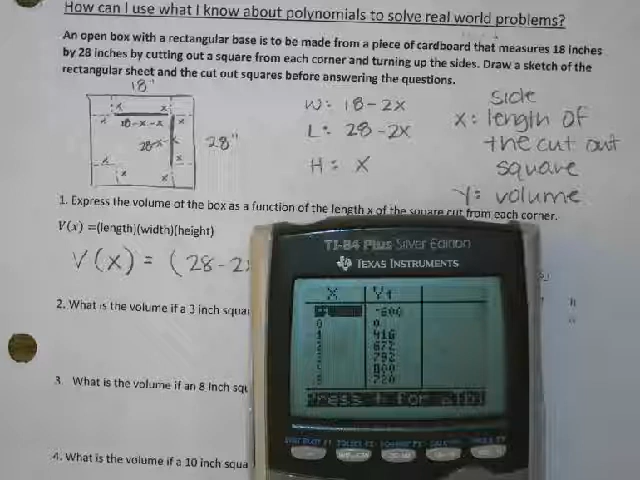 How can I use what I know about polynomials to solve real world problems?
An open box with a rectangular base is to be made from a piece of cardboard that measures 18 inches
by 28 inches by cutting out a square from each corner and turning up the sides. Draw a sketch of the
rectangular sheet and the cut out squares before answering the questions.
18"
x x
x 18-x-x x
28-x-x 28"
x x
x x
W: 18-2x
L: 28-2x
H: x
side
x: length of
the cut out
square
Y: volume
1. Express the volume of the box as a function of the length x of the square cut from each corner.
V(x) =(length)(width)(height)
V(x) = (28-2
2. What is the volume if a 3 inch squa
3. What is the volume if an 8 inch squ
4. What is the volume if a 10 inch squa
TI-84 Plus Silver Edition
TEXAS INSTRUMENTS
X Y1
-600
0 0
416
672
792
800
720
Press + for